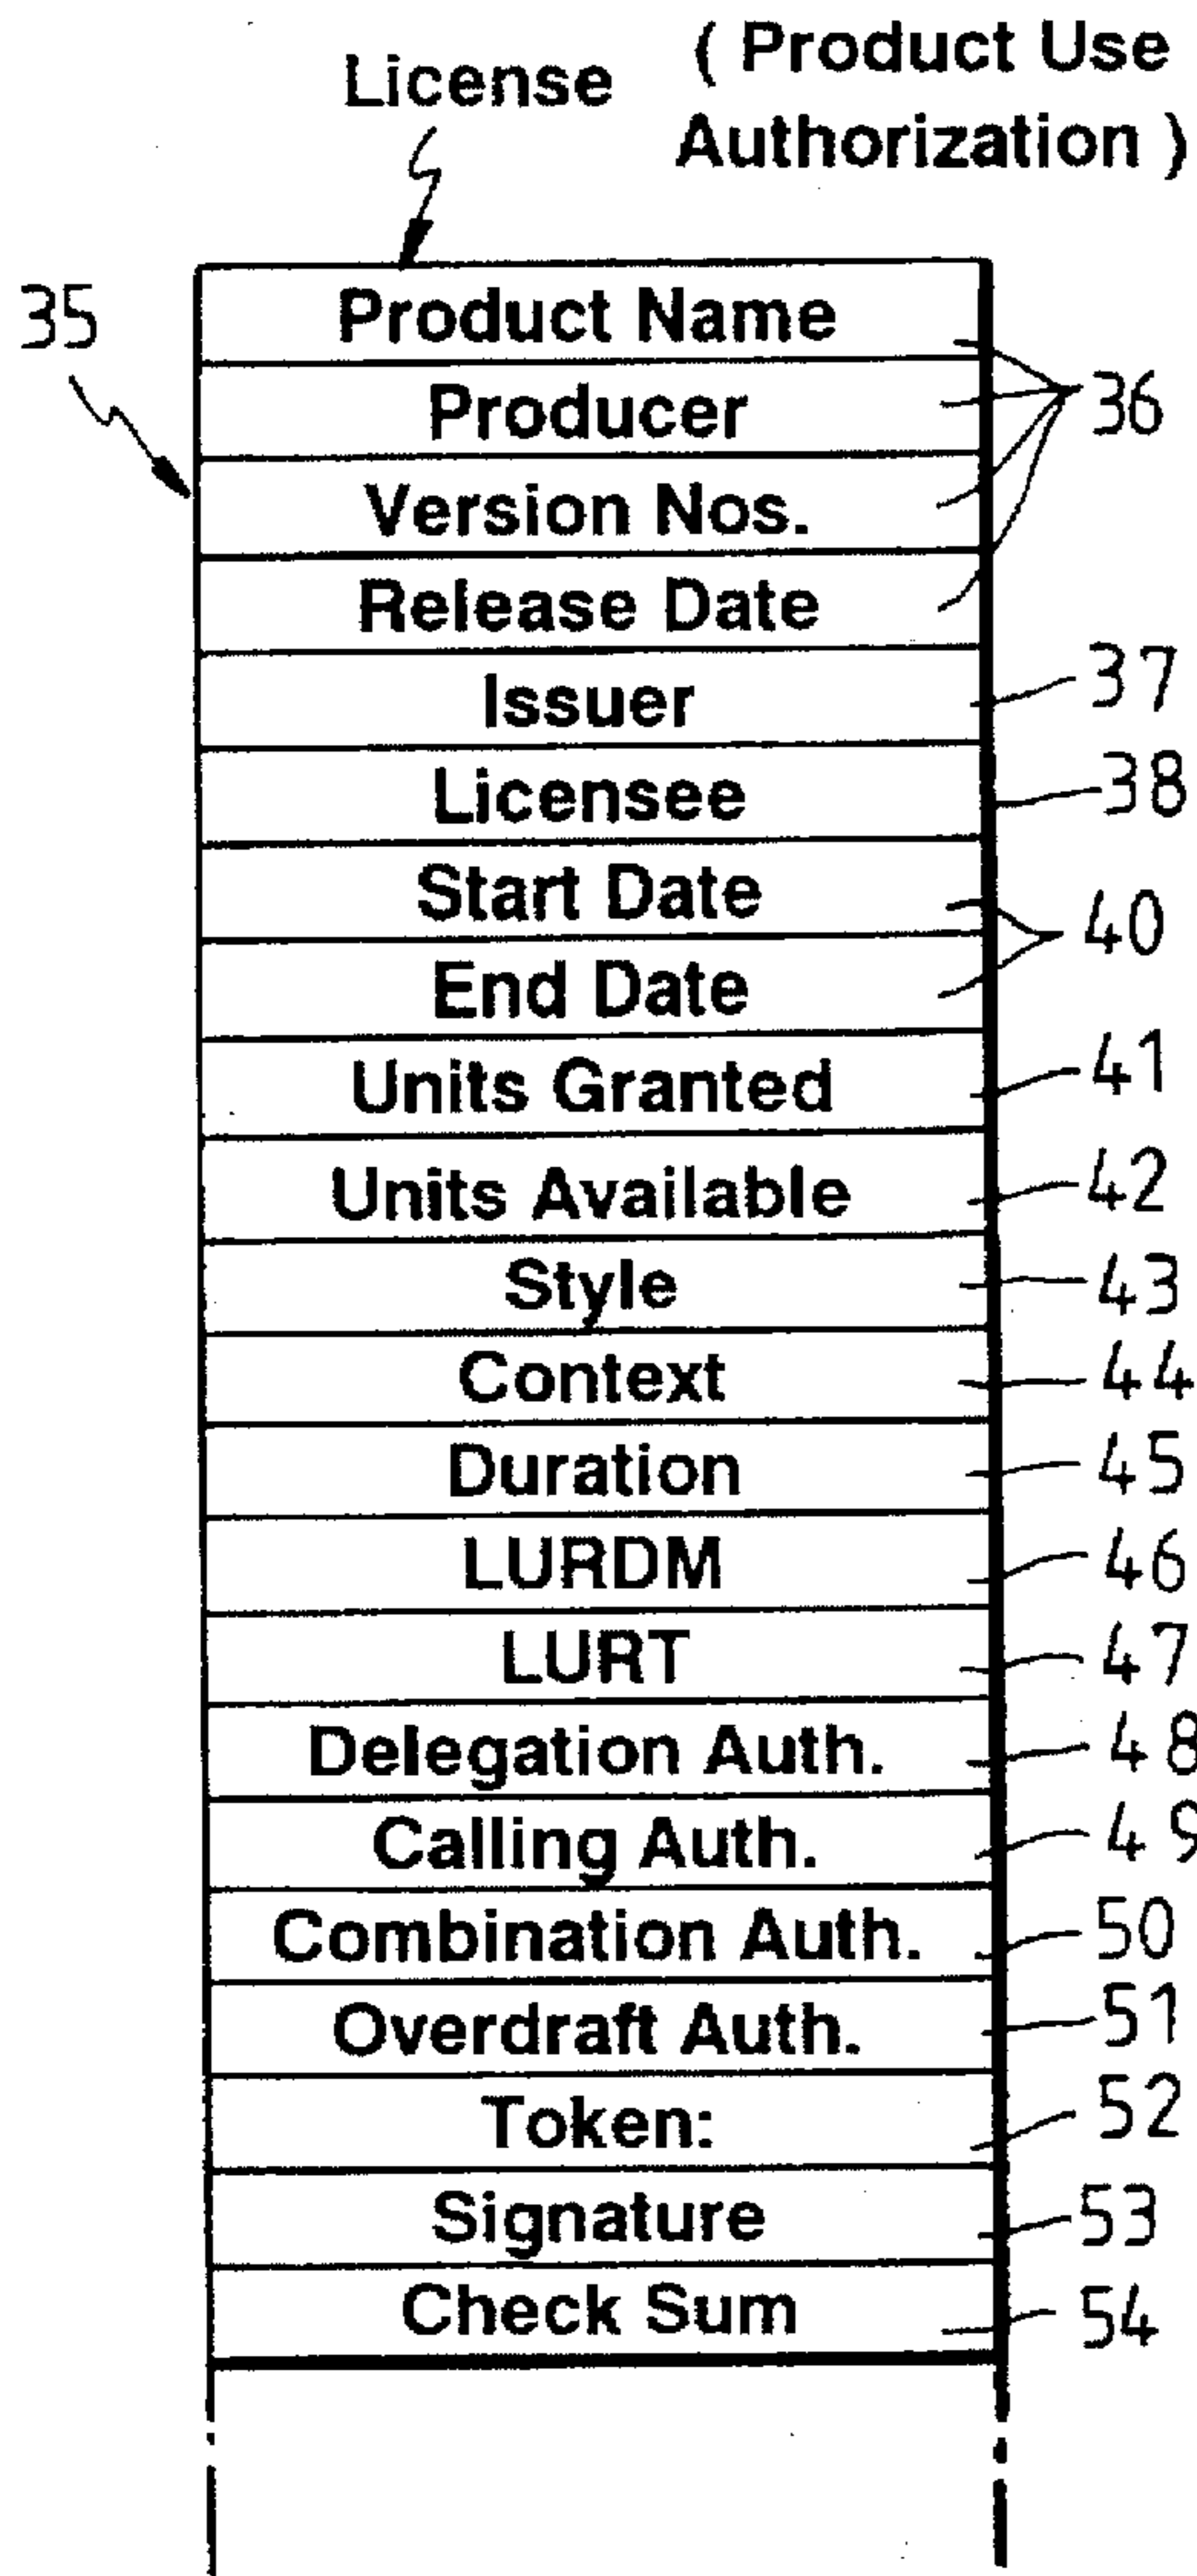 License
( Product Use
Authorization )
35
Product Name
Producer
Version Nos.
Release Date
36
Issuer 37
Licensee 38
Start Date
End Date
40
Units Granted 41
Units Available 42
Style 43
Context 44
Duration 45
LURDM 46
LURT 47
Delegation Auth. 48
Calling Auth. 49
Combination Auth. 50
Overdraft Auth. 51
Token: 52
Signature 53
Check Sum 54